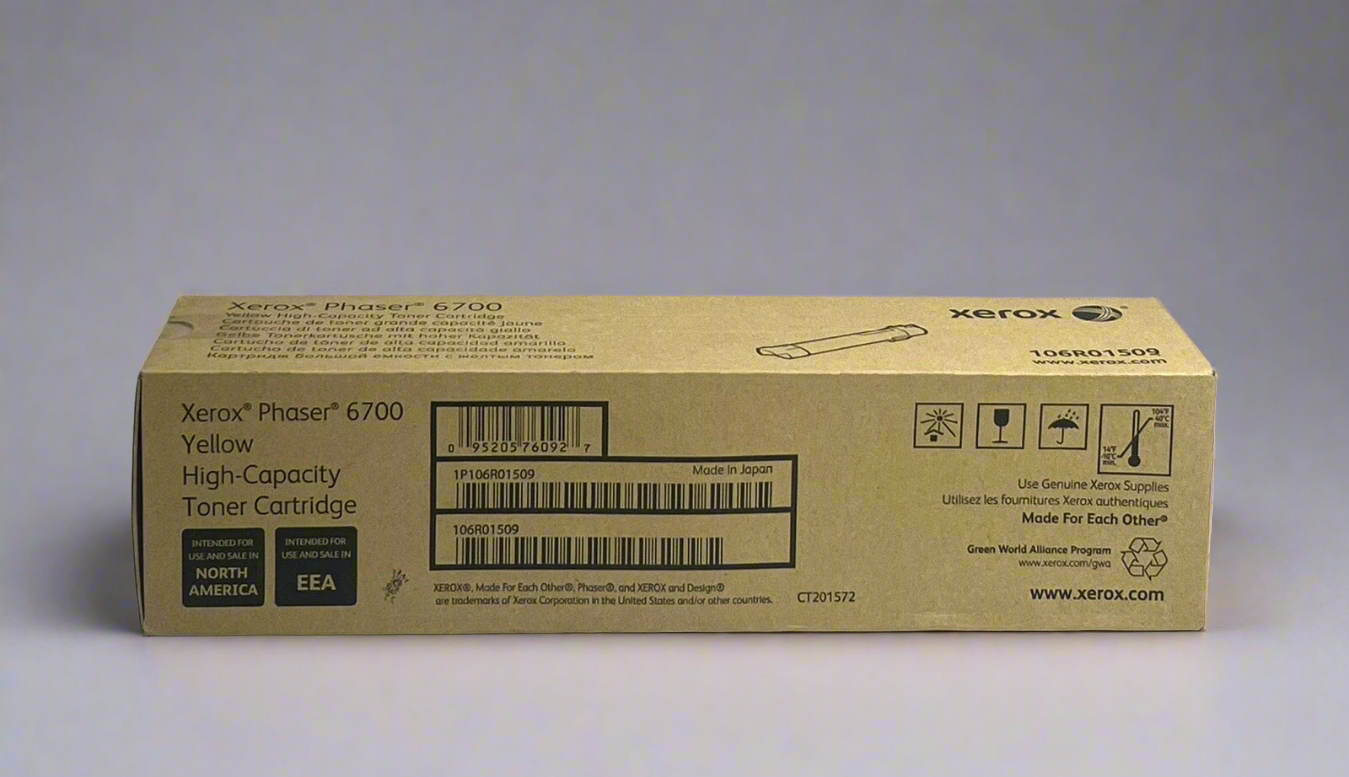 Xerox® Phaser® 6700
Yellow High-Capacity Toner Cartridge
Cartouche de toner grande capacité jaune
Cartuccia di toner ad alta capacità giallo
Gelbe Tonerkartusche mit hoher Kapazität
Cartucho de tóner de alta capacidad amarillo
Cartucho de toner de alta capacidade amarelo
Картридж большой емкости с желтым тонером
xerox ®
106R01509
www.xerox.com
Xerox® Phaser® 6700
Yellow
High-Capacity
Toner Cartridge
INTENDED FOR
USE AND SALE IN
NORTH
AMERICA
INTENDED FOR
USE AND SALE IN
EEA
0 95205 76092 7
1P106R01509
Made In Japan
106R01509
XEROX®, Made For Each Other®, Phaser®, and XEROX and Design®
are trademarks of Xerox Corporation in the United States and/or other countries.
CT201572
104°F
40°C
max.
14°F
-10°C
min.
Use Genuine Xerox Supplies
Utilisez les fournitures Xerox authentiques
Made For Each Other®
Green World Alliance Program
www.xerox.com/gwa
www.xerox.com